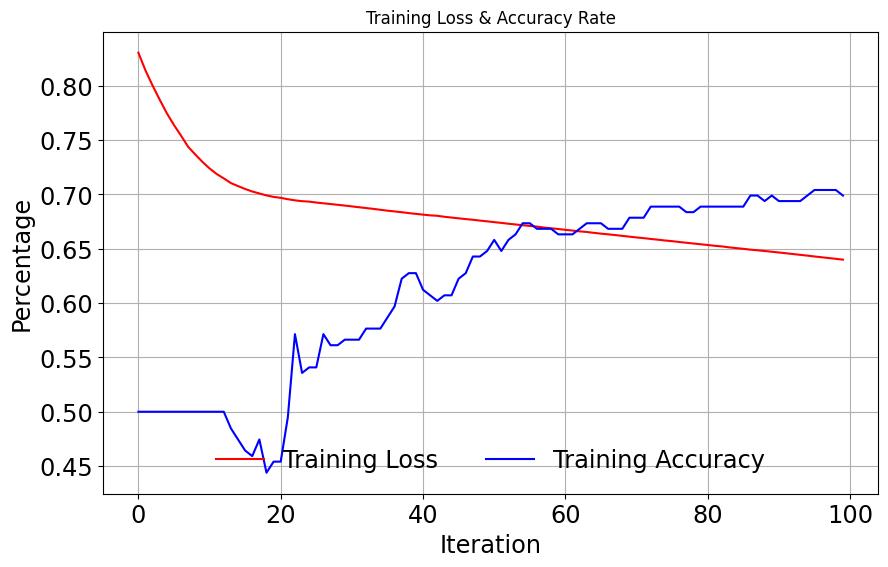 Training Loss & Accuracy Rate
0.80
0.75
0.70
0.65
0.60
0.55
0.50
0.45
Percentage
Training Loss Training Accuracy
0 20 40 60 80 100
Iteration